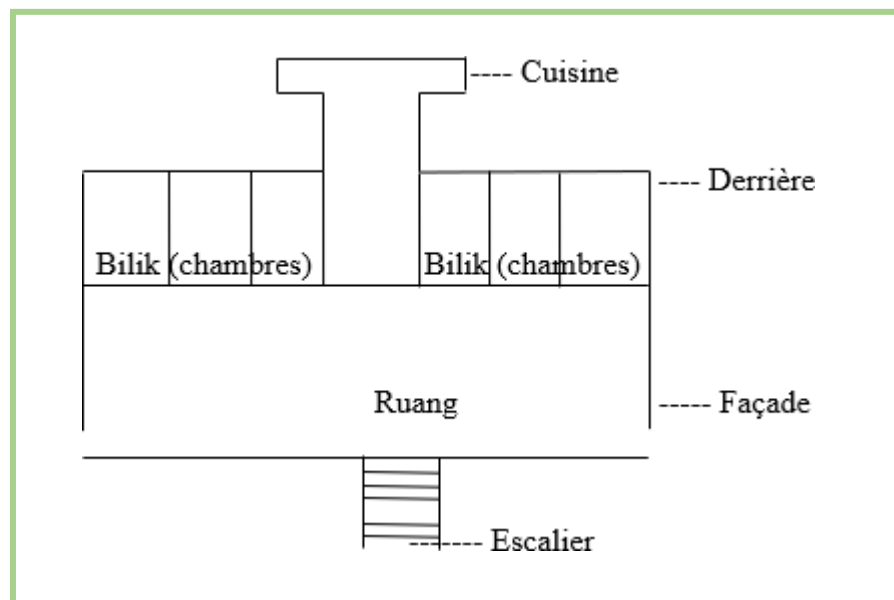 ---- Cuisine
---- Derrière
Bilik (chambres) Bilik (chambres)
Ruang ----- Façade
------- Escalier